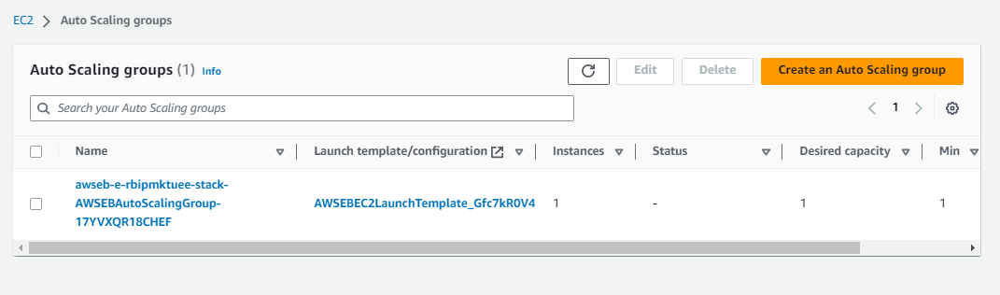 EC2 > Auto Scaling groups
Auto Scaling groups (1) Info
Edit
Delete
Create an Auto Scaling group
Search your Auto Scaling groups
1
Name
Launch template/configuration
Instances
Status
Desired capacity
Min
awseb-e-rbipmktuee-stack-
AWSEBAutoScalingGroup-
17YVXQR18CHEF
AWSEBEC2LaunchTemplate_Gfc7kR0V4
1
-
1
1